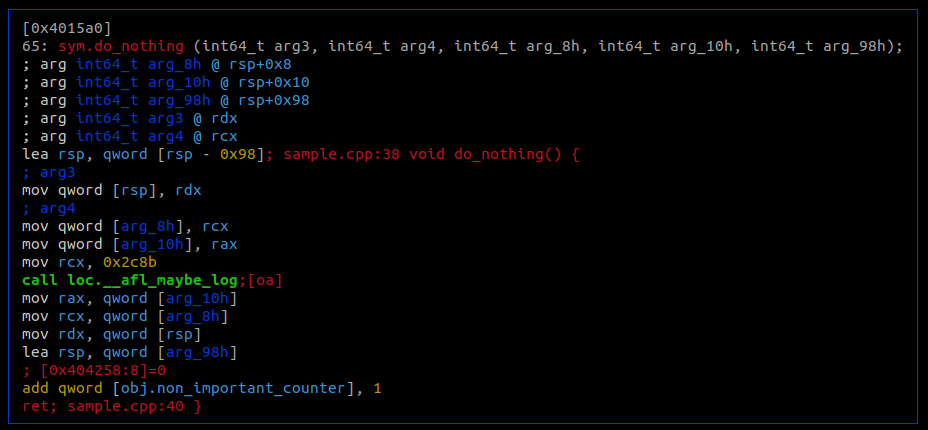 [0x4015a0]
65: sym.do_nothing (int64_t arg3, int64_t arg4, int64_t arg_8h, int64_t arg_10h, int64_t arg_98h);
; arg int64_t arg_8h @ rsp+0x8
; arg int64_t arg_10h @ rsp+0x10
; arg int64_t arg_98h @ rsp+0x98
; arg int64_t arg3 @ rdx
; arg int64_t arg4 @ rcx
lea rsp, qword [rsp - 0x98]; sample.cpp:38 void do_nothing() {
; arg3
mov qword [rsp], rdx
; arg4
mov qword [arg_8h], rcx
mov qword [arg_10h], rax
mov rcx, 0x2c8b
call loc.__afl_maybe_log;[oa]
mov rax, qword [arg_10h]
mov rcx, qword [arg_8h]
mov rdx, qword [rsp]
lea rsp, qword [arg_98h]
; [0x404258:8]=0
add qword [obj.non_important_counter], 1
ret; sample.cpp:40 }